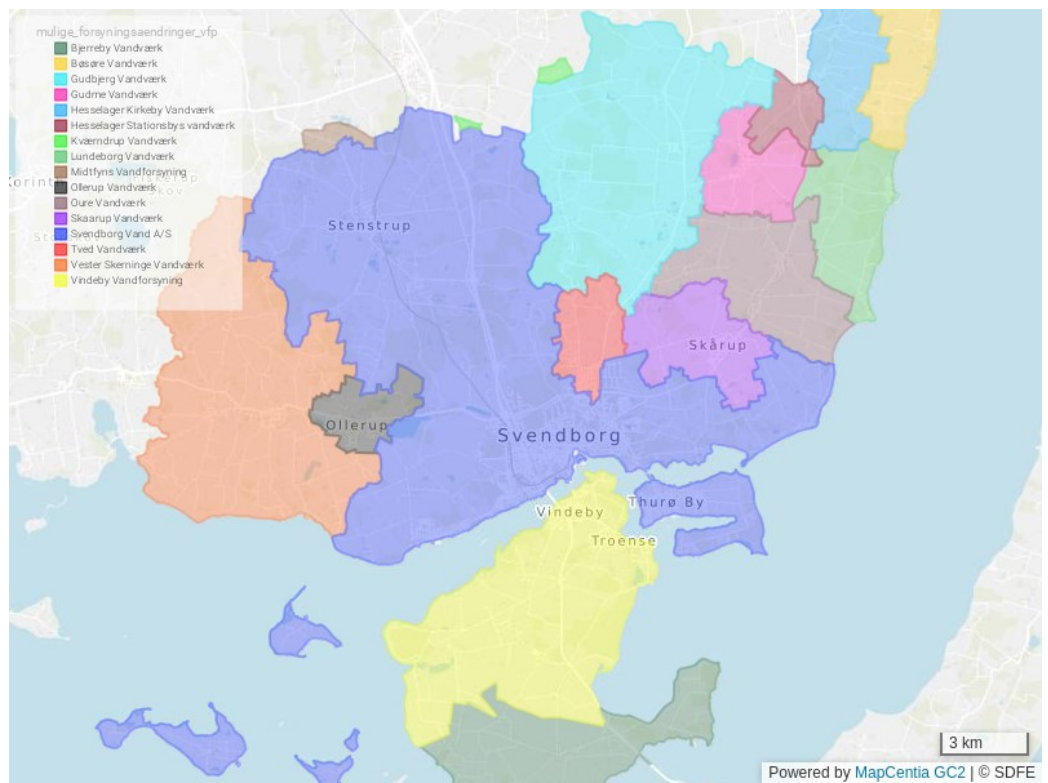 mulige_forsyningsaendringer_vfp
Bjerreby Vandværk
Bøsøre Vandværk
Gudbjerg Vandværk
Gudme Vandværk
Hesselager Kirkeby Vandværk
Hesselager Stationsbys vandværk
Kværndrup Vandværk
Lundeborg Vandværk
Midtfyns Vandforsyning
Ollerup Vandværk
Oure Vandværk
Skaarup Vandværk
Svendborg Vand A/S
Tved Vandværk
Vester Skerninge Vandværk
Vindeby Vandforsyning
Korinth
Stenstrup
Skårup
Ollerup
Svendborg
Thurø By
Vindeby
Troense
3 km
Powered by MapCentia GC2 | © SDFE